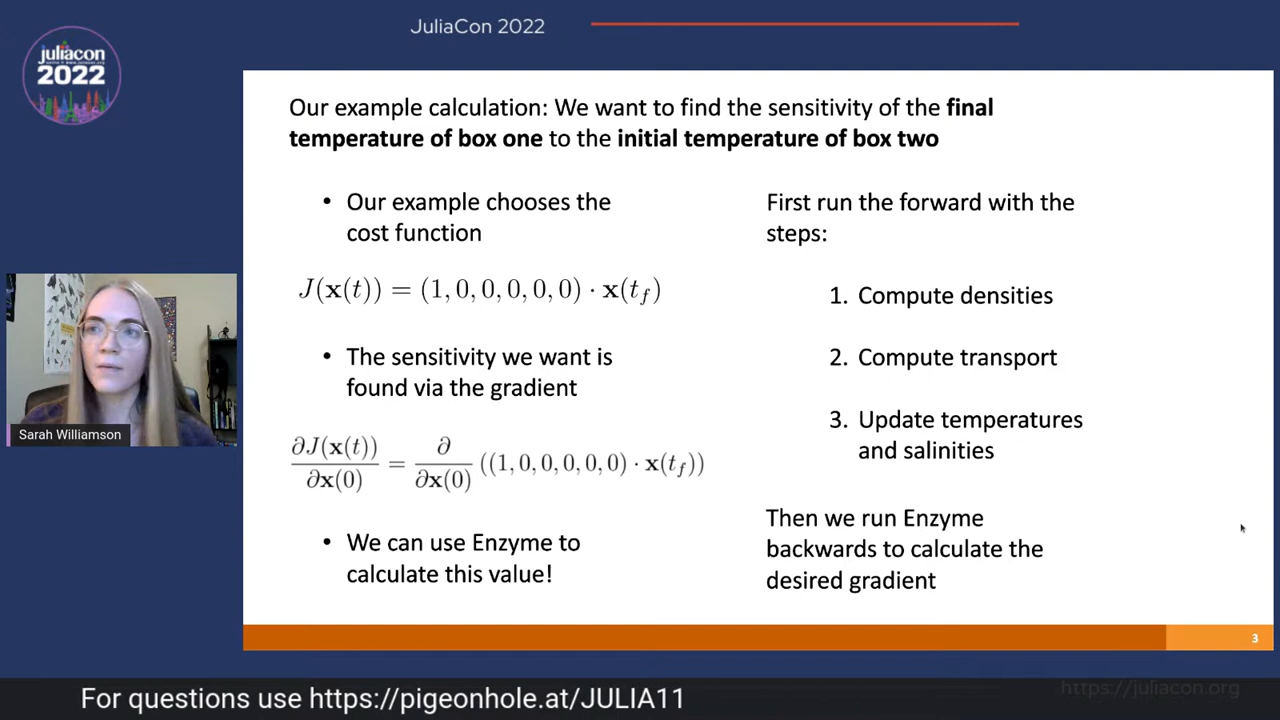 JuliaCon 2022
juliacon
2022
Our example calculation: We want to find the sensitivity of the final
temperature of box one to the initial temperature of box two
• Our example chooses the
cost function
J(x(t)) = (1, 0, 0, 0, 0, 0) · x(t_f)
• The sensitivity we want is
found via the gradient
∂J(x(t))/∂x(0) = ∂/∂x(0) ((1, 0, 0, 0, 0, 0) · x(t_f))
• We can use Enzyme to
calculate this value!
First run the forward with the
steps:
1. Compute densities
2. Compute transport
3. Update temperatures
and salinities
Then we run Enzyme
backwards to calculate the
desired gradient
3
Sarah Williamson
For questions use https://pigeonhole.at/JULIA11
https://juliacon.org